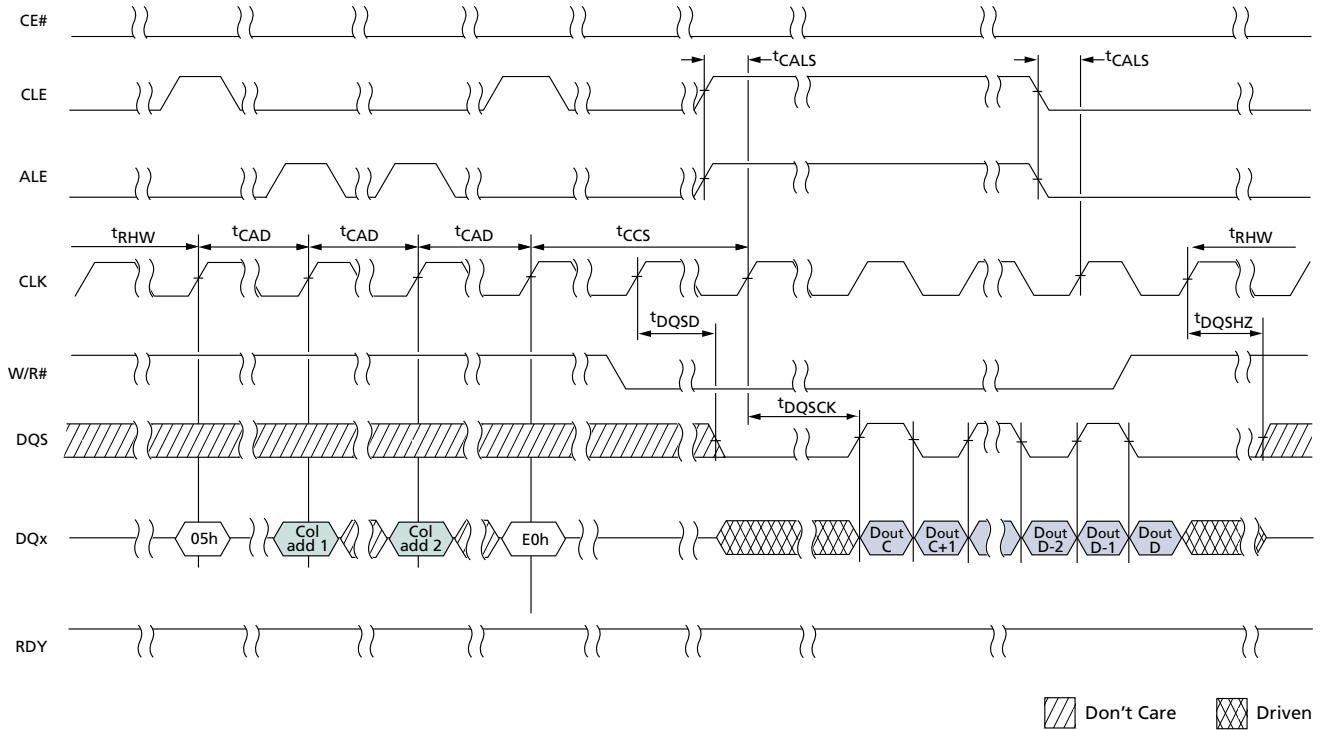 CE#
tCALS tCALS
CLE
ALE
tRHW tCAD tCAD tCAD tCCS tRHW
CLK
tDQSD tDQSHZ
W/R#
tDQSCK
DQS
DQx 05h Col add 1 Col add 2 E0h Dout C Dout C+1 Dout D-2 Dout D-1 Dout D
RDY
Don't Care Driven